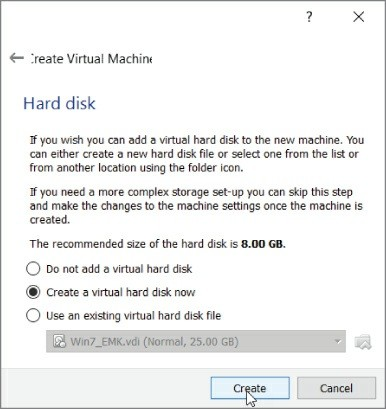 ?
Create Virtual Machine
Hard disk
If you wish you can add a virtual hard disk to the new machine. You
can either create a new hard disk file or select one from the list or
from another location using the folder icon.
If you need a more complex storage set-up you can skip this step
and make the changes to the machine settings once the machine is
created.
The recommended size of the hard disk is 8.00 GB.
Do not add a virtual hard disk
Create a virtual hard disk now
Use an existing virtual hard disk file
Win7_EMK.vdi (Normal, 25.00 GB)
Create
Cancel